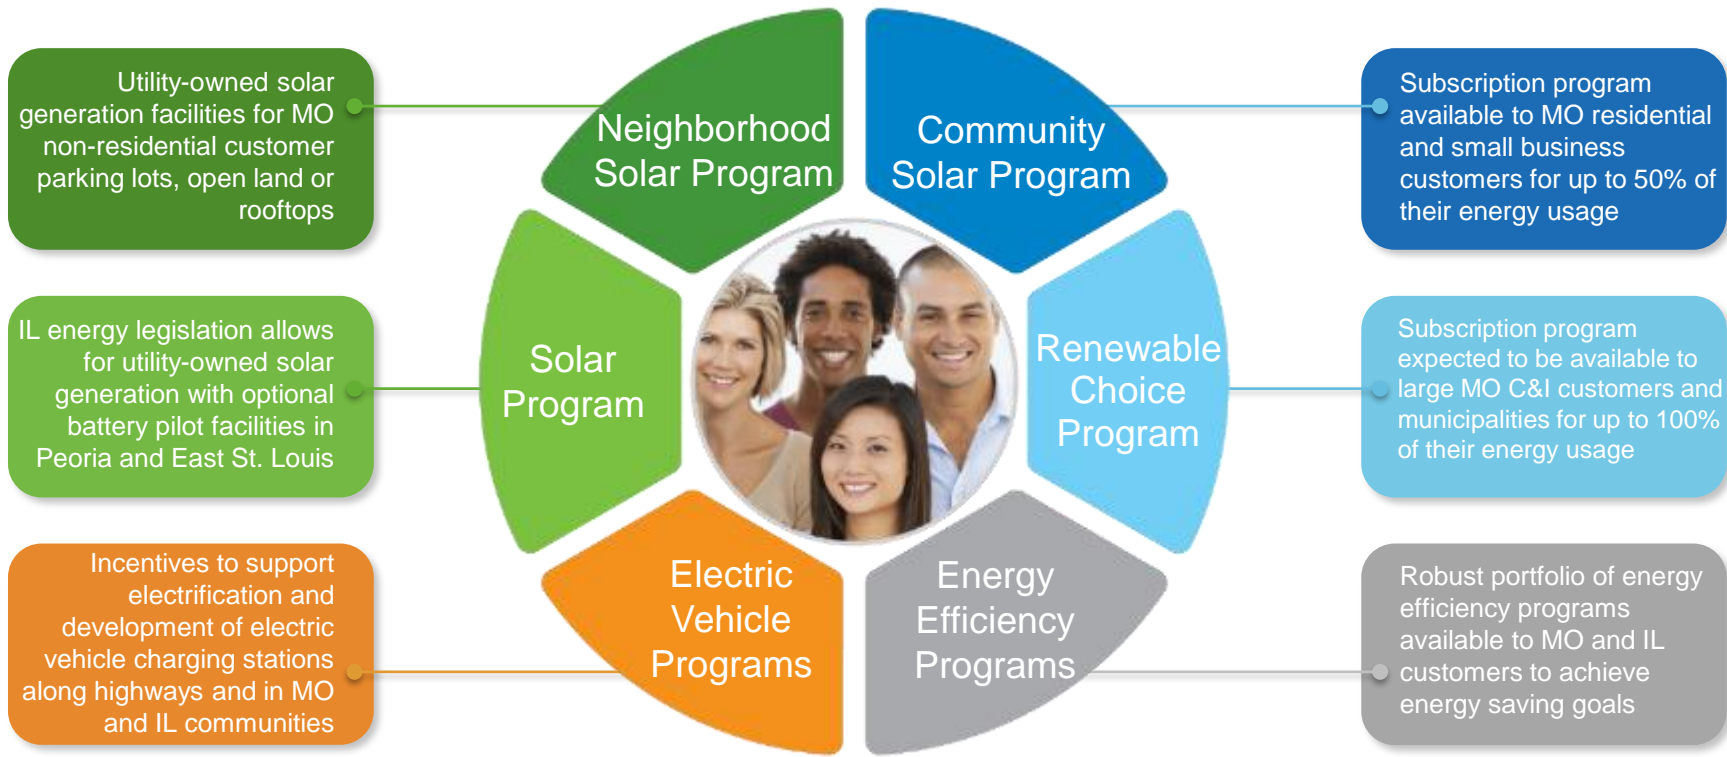 Utility-owned solar
generation facilities for MO
non-residential customer
parking lots, open land or
rooftops
Neighborhood
Solar Program
Community
Solar Program
Subscription program
available to MO residential
and small business
customers for up to 50% of
their energy usage
IL energy legislation allows
for utility-owned solar
generation with optional
battery pilot facilities in
Peoria and East St. Louis
Solar
Program
Renewable
Choice
Program
Subscription program
expected to be available to
large MO C&I customers and
municipalities for up to 100%
of their energy usage
Incentives to support
electrification and
development of electric
vehicle charging stations
along highways and in MO
and IL communities
Electric
Vehicle
Programs
Energy
Efficiency
Programs
Robust portfolio of energy
efficiency programs
available to MO and IL
customers to achieve
energy saving goals